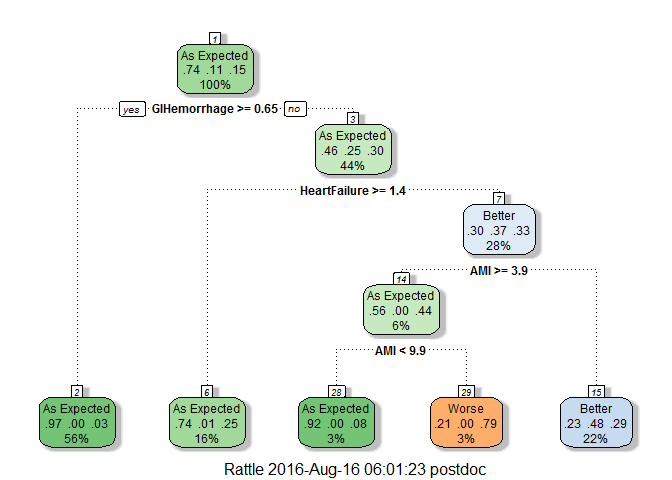 1
As Expected
.74 .11 .15
100%
yes GIHemorrhage >= 0.65 no
3
As Expected
.46 .25 .30
44%
HeartFailure >= 1.4
7
Better
.30 .37 .33
28%
AMI >= 3.9
14
As Expected
.56 .00 .44
6%
AMI < 9.9
2
As Expected
.97 .00 .03
56%
6
As Expected
.74 .01 .25
16%
28
As Expected
.92 .00 .08
3%
29
Worse
.21 .00 .79
3%
15
Better
.23 .48 .29
22%
Rattle 2016-Aug-16 06:01:23 postdoc